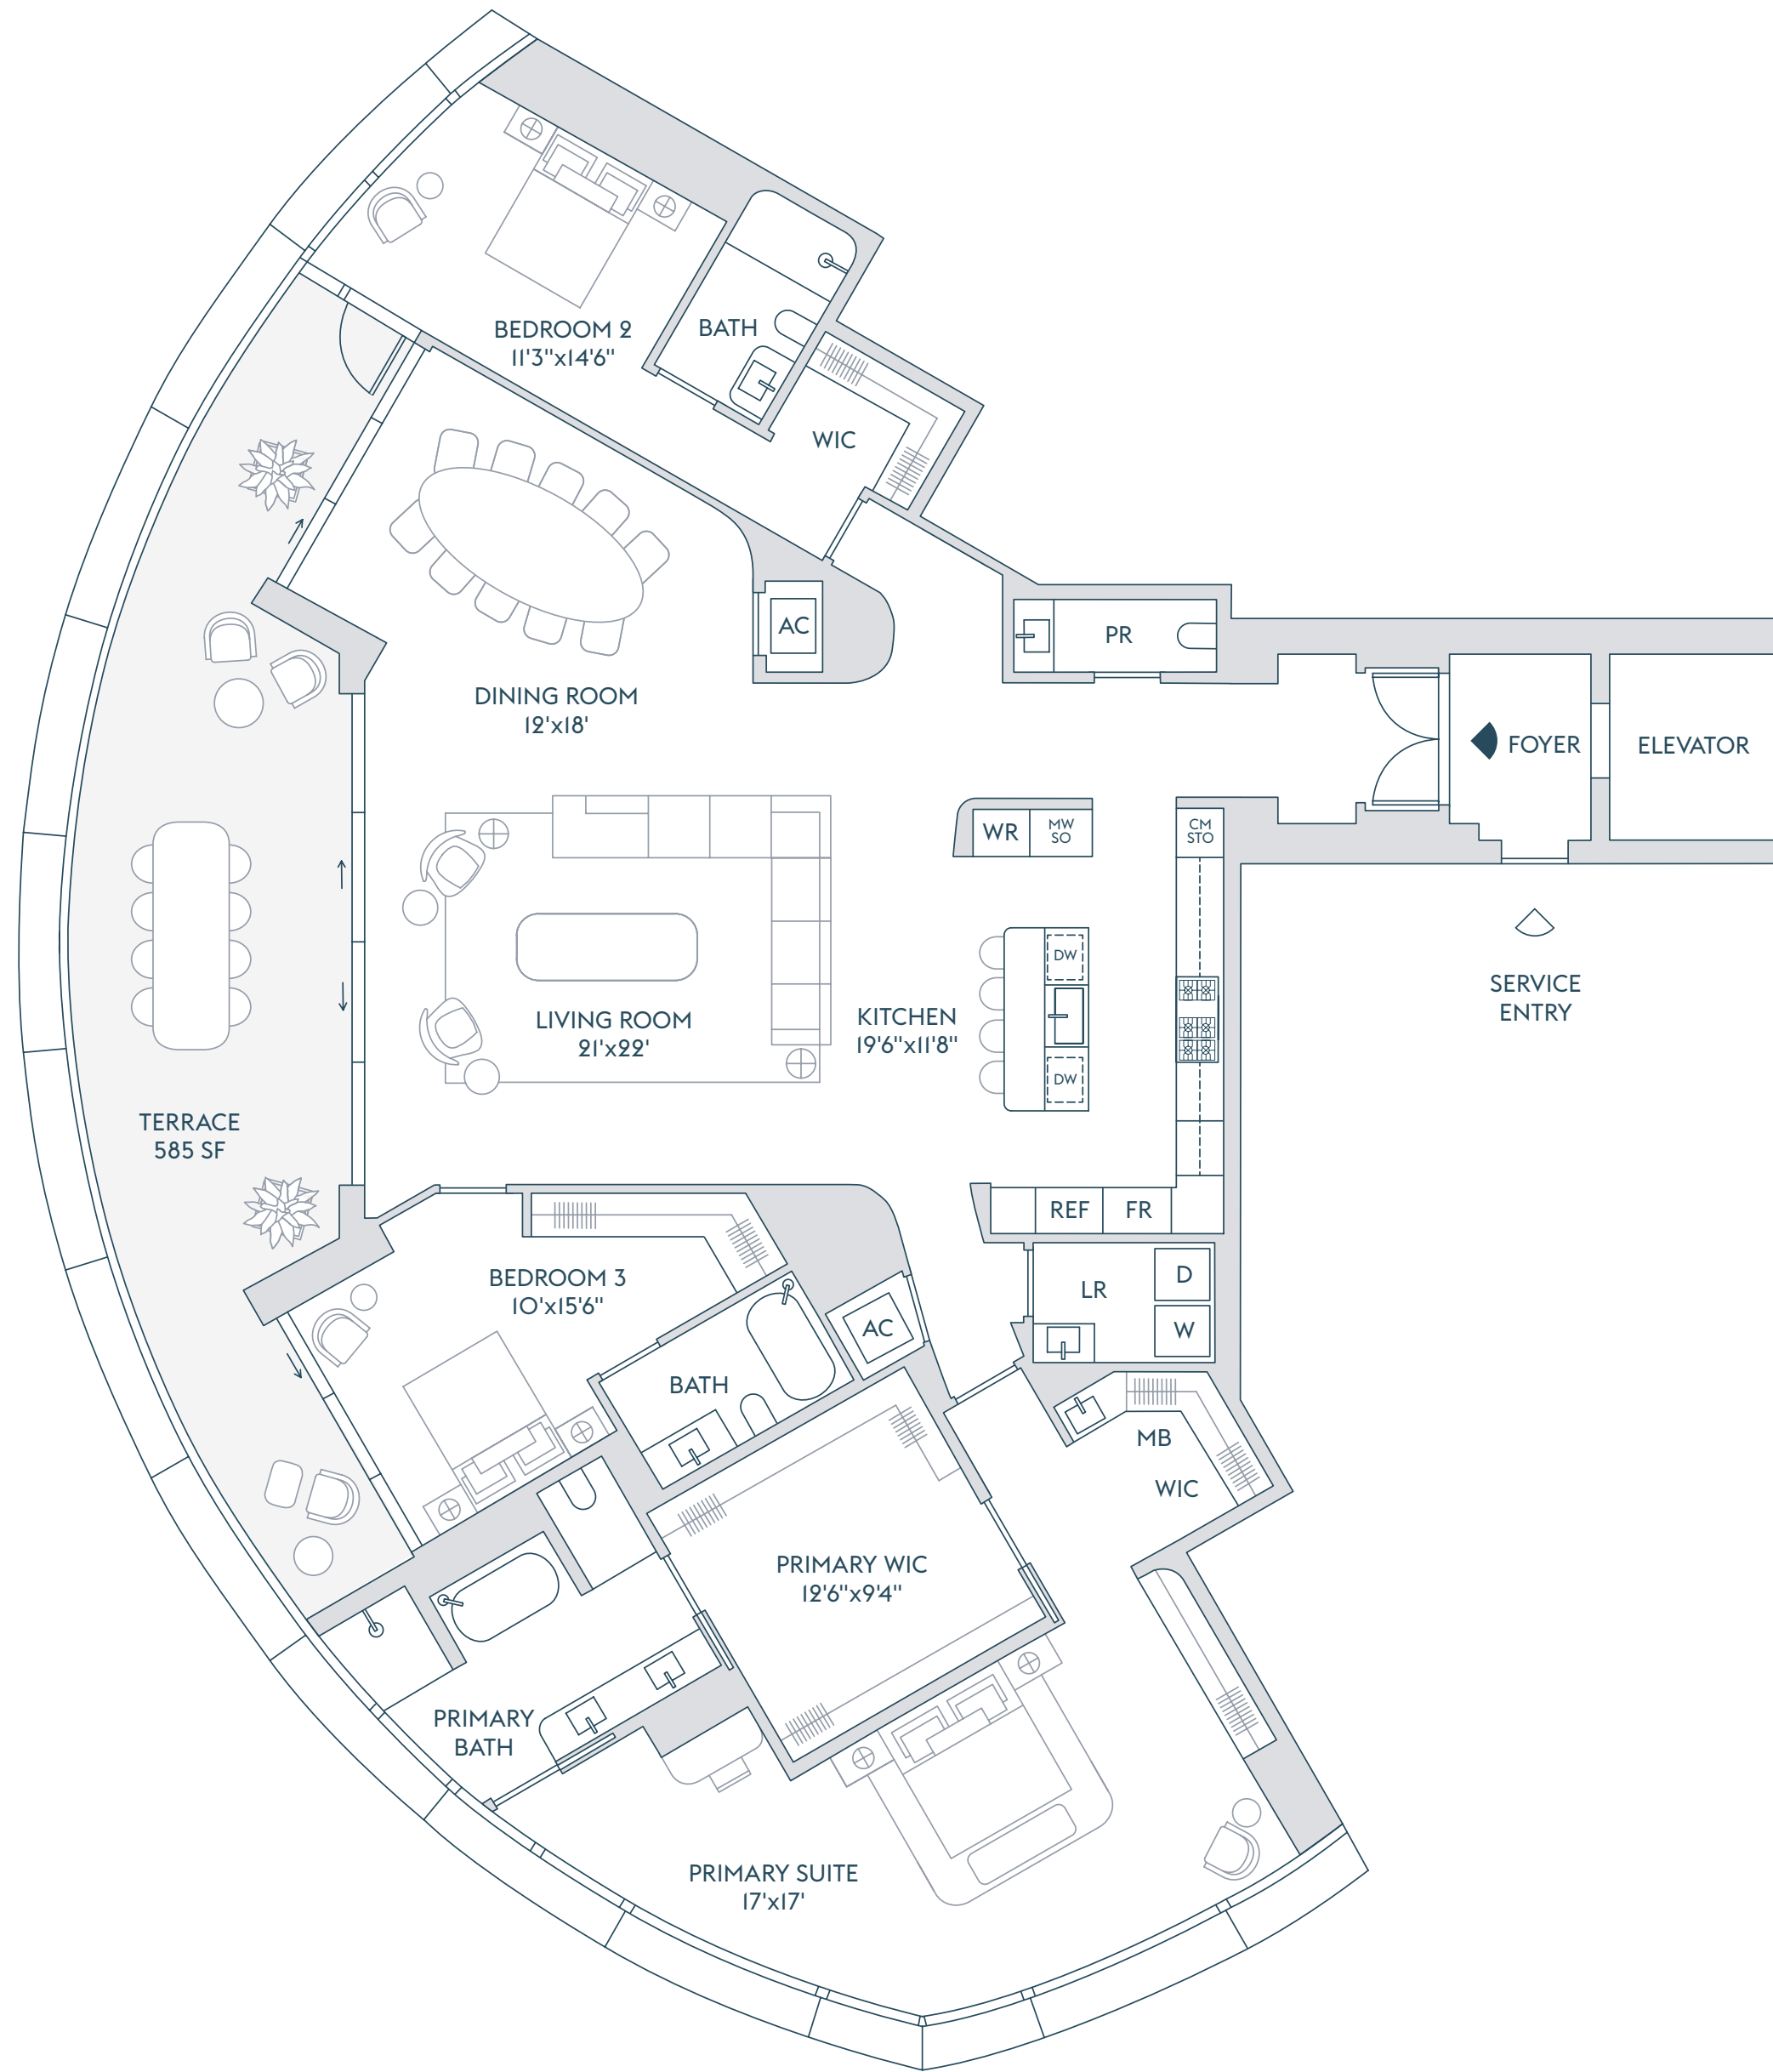 BEDROOM 2
11'3"x14'6"
BATH
WIC
AC
PR
DINING ROOM
12'x18'
FOYER
ELEVATOR
WR
MW
SO
CM
STO
DW
SERVICE
ENTRY
LIVING ROOM
21'x22'
KITCHEN
19'6"x11'8"
DW
TERRACE
585 SF
REF
FR
BEDROOM 3
10'x15'6"
LR
D
W
AC
BATH
MB
WIC
PRIMARY WIC
12'6"x9'4"
PRIMARY
BATH
PRIMARY SUITE
17'x17'